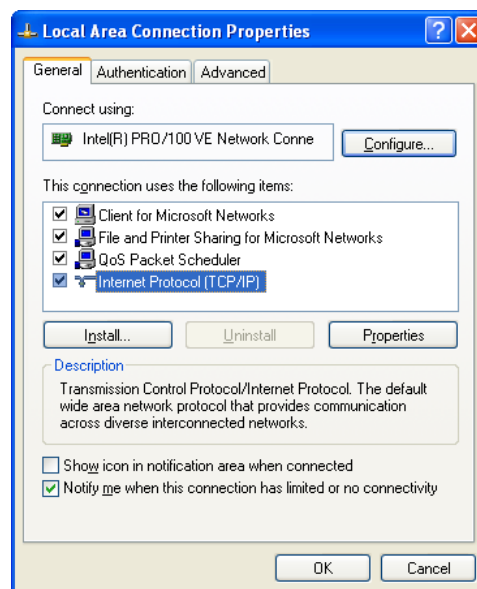 Local Area Connection Properties
General Authentication Advanced
Connect using:
Intel(R) PRO/100 VE Network Conne
Configure...
This connection uses the following items:
Client for Microsoft Networks
File and Printer Sharing for Microsoft Networks
QoS Packet Scheduler
Internet Protocol (TCP/IP)
Install... Uninstall Properties
Description
Transmission Control Protocol/Internet Protocol. The default
wide area network protocol that provides communication
across diverse interconnected networks.
Show icon in notification area when connected
Notify me when this connection has limited or no connectivity
OK Cancel